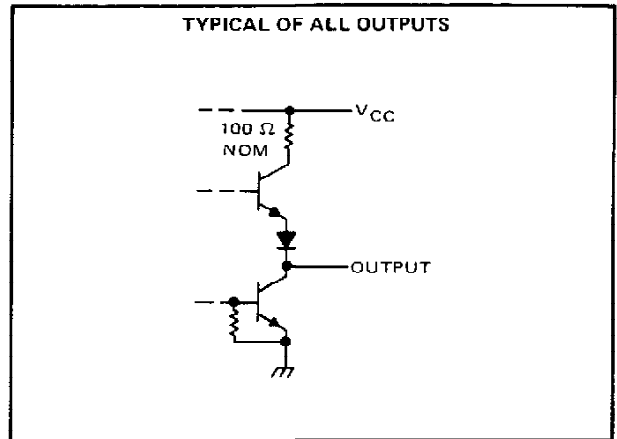 TYPICAL OF ALL OUTPUTS
VCC
100 Ω
NOM
OUTPUT